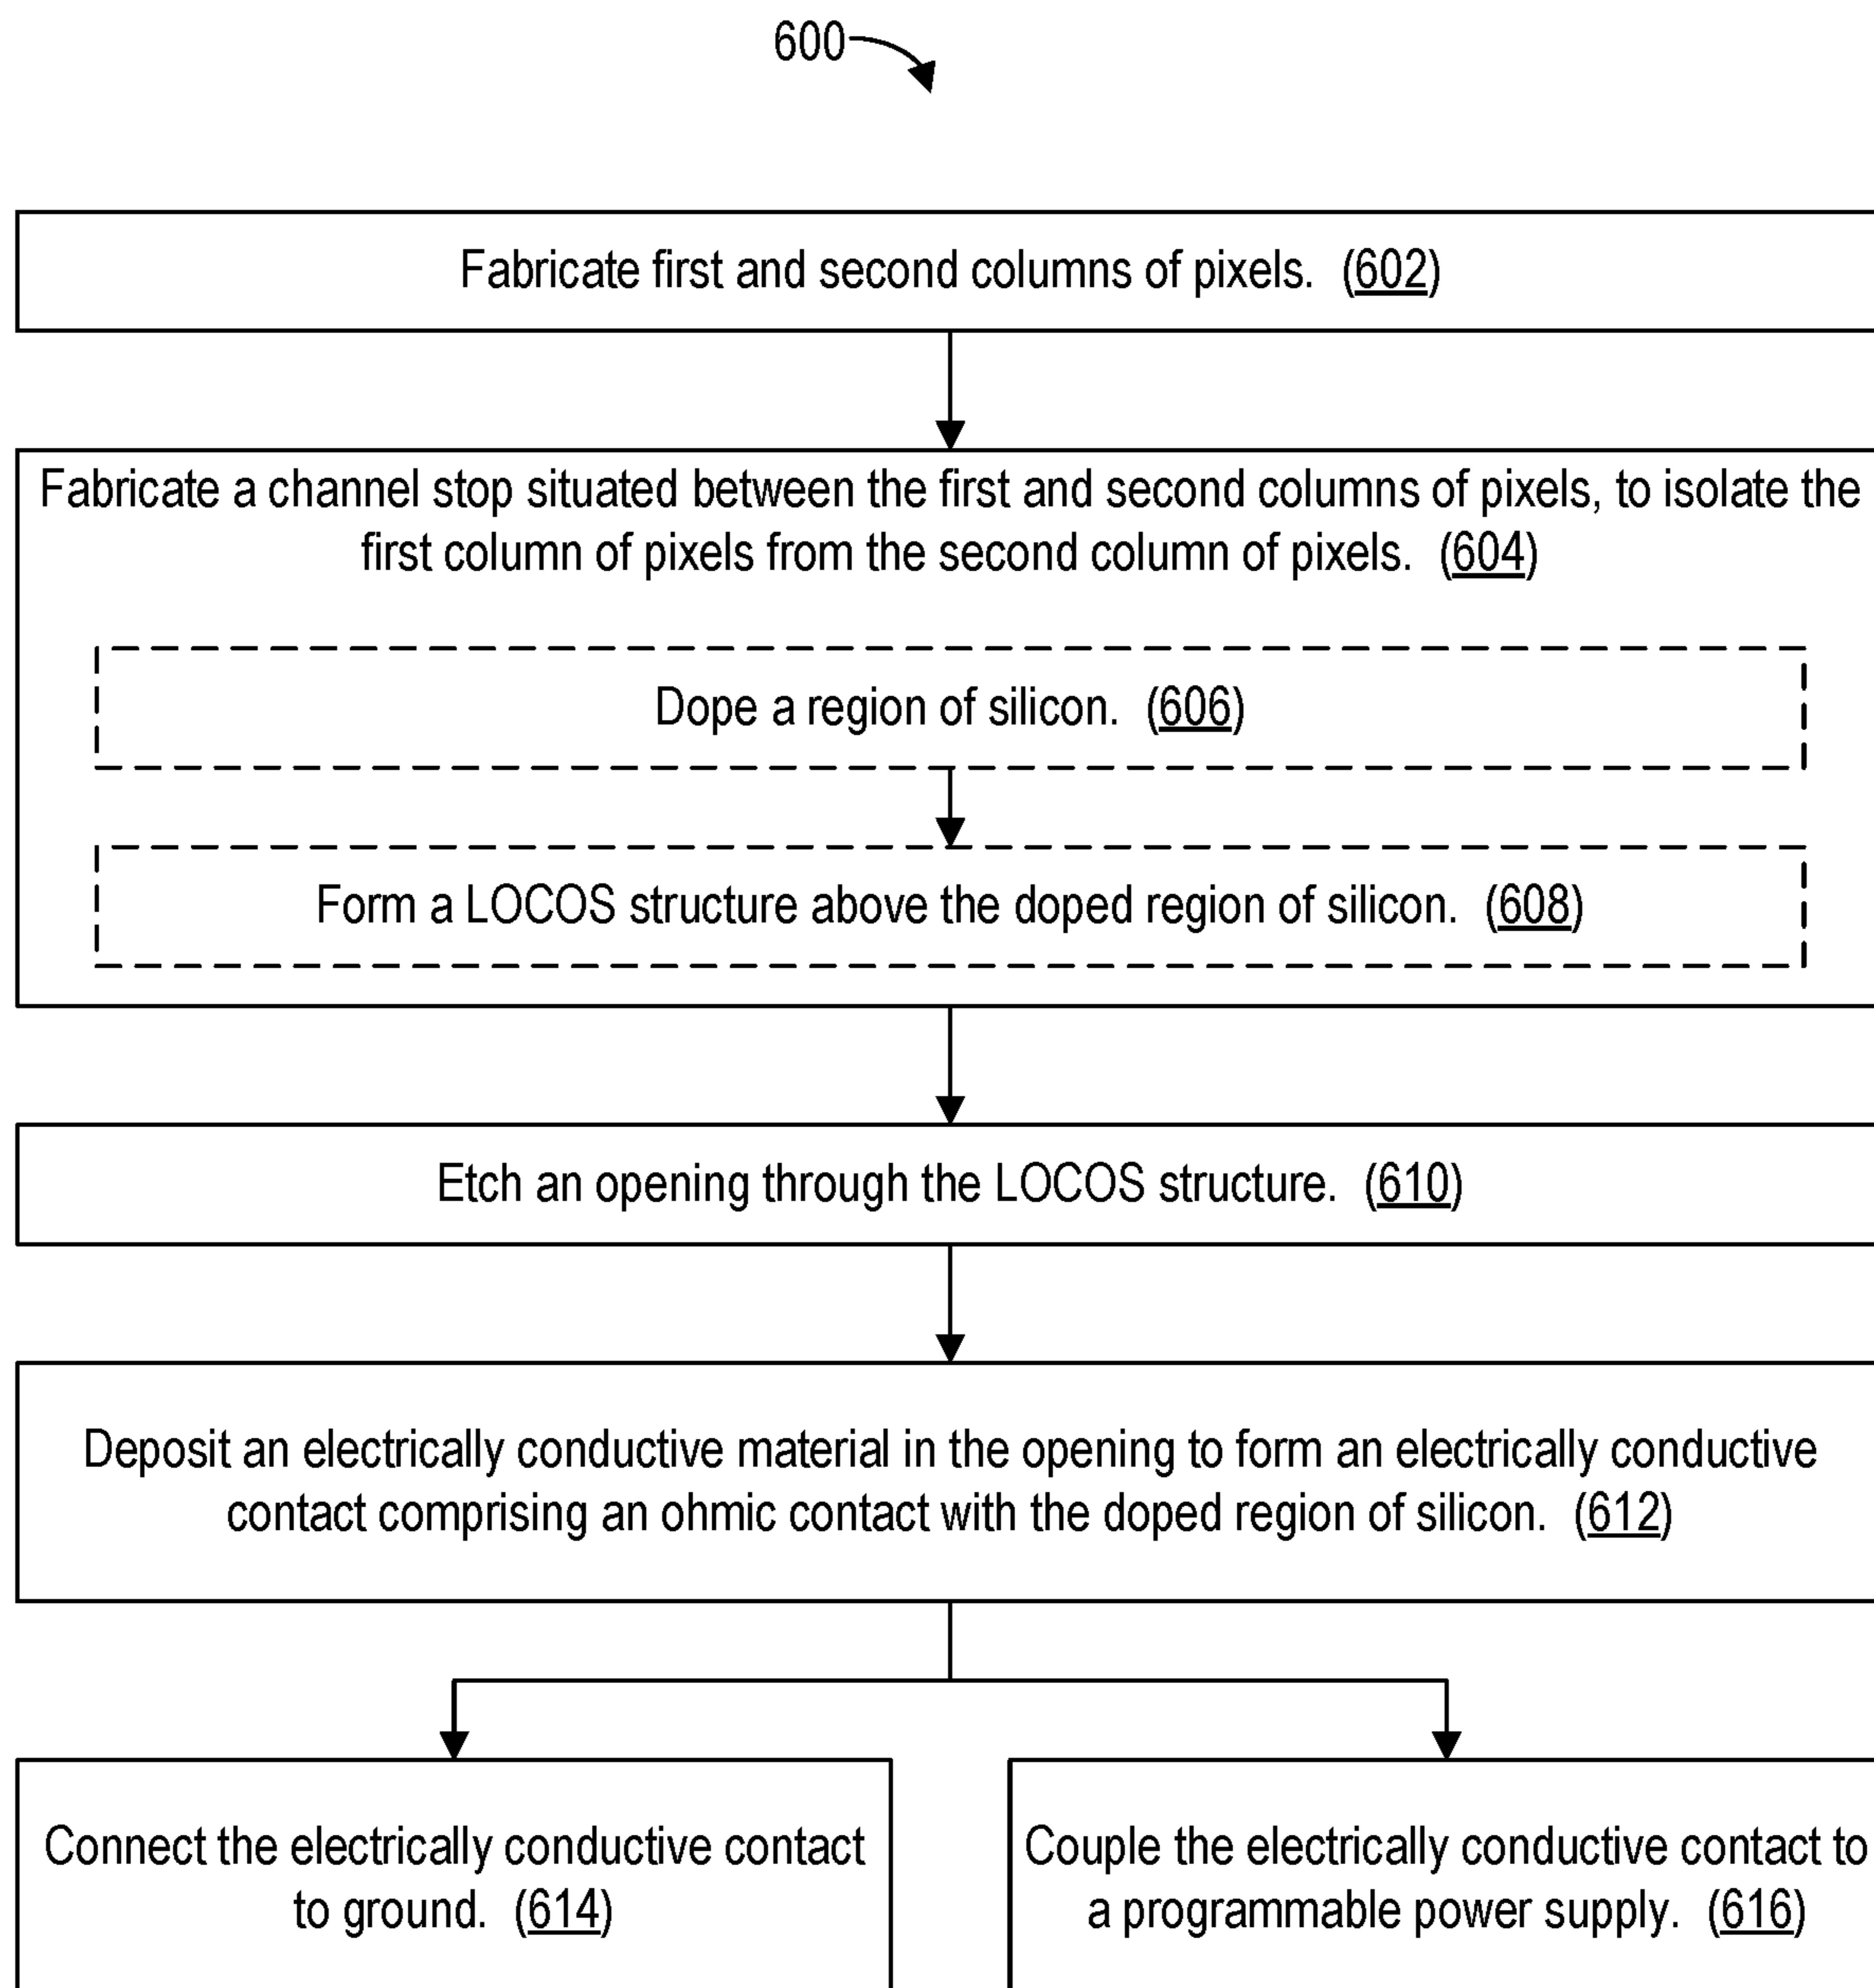 600
Fabricate first and second columns of pixels. (602)
Fabricate a channel stop situated between the first and second columns of pixels, to isolate the
first column of pixels from the second column of pixels. (604)
Dope a region of silicon. (606)
Form a LOCOS structure above the doped region of silicon. (608)
Etch an opening through the LOCOS structure. (610)
Deposit an electrically conductive material in the opening to form an electrically conductive
contact comprising an ohmic contact with the doped region of silicon. (612)
Connect the electrically conductive contact
to ground. (614)
Couple the electrically conductive contact to
a programmable power supply. (616)